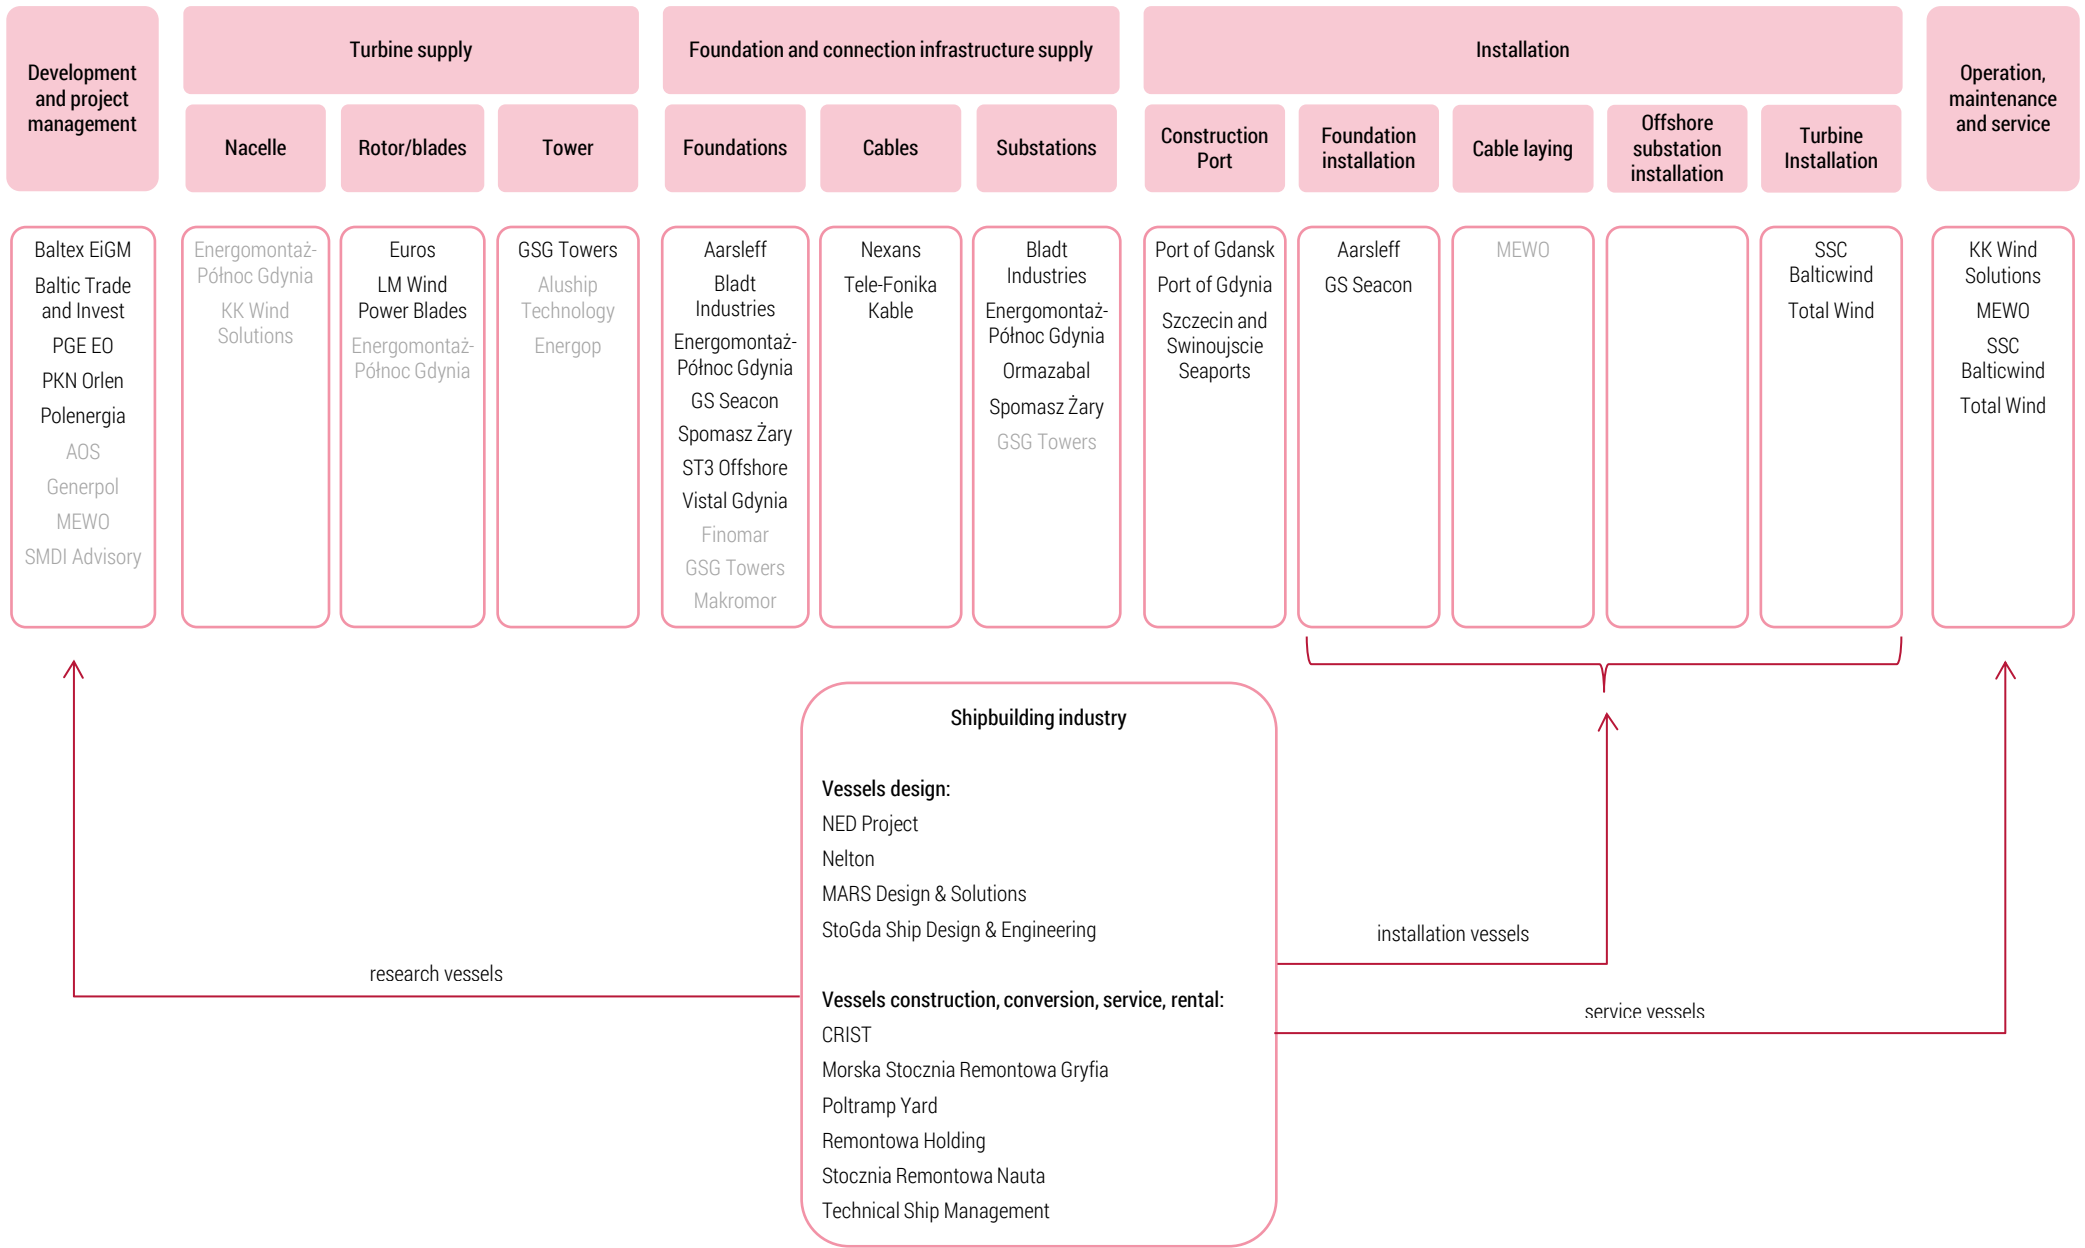 Development
and project
management
Turbine supply
Nacelle
Rotor/blades
Tower
Foundation and connection infrastructure supply
Foundations
Cables
Substations
Installation
Construction
Port
Foundation
installation
Cable laying
Offshore
substation
installation
Turbine
Installation
Operation,
maintenance
and service
Baltex EiGM
Baltic Trade
and Invest
PGE EO
PKN Orlen
Polenergia
AOS
Generpol
MEWO
SMDI Advisory
Energomontaż-
Północ Gdynia
KK Wind
Solutions
Euros
LM Wind
Power Blades
Energomontaż-
Północ Gdynia
GSG Towers
Aluship
Technology
Energop
Aarsleff
Bladt
Industries
Energomontaż-
Północ Gdynia
GS Seacon
Spomasz Żary
ST3 Offshore
Vistal Gdynia
Finomar
GSG Towers
Makromor
Nexans
Tele-Fonika
Kable
Bladt
Industries
Energomontaż-
Północ Gdynia
Ormazabal
Spomasz Żary
GSG Towers
Port of Gdansk
Port of Gdynia
Szczecin and
Swinoujscie
Seaports
Aarsleff
GS Seacon
MEWO
SSC
Balticwind
Total Wind
KK Wind
Solutions
MEWO
SSC
Balticwind
Total Wind
Shipbuilding industry
Vessels design:
NED Project
Nelton
MARS Design & Solutions
StoGda Ship Design & Engineering
Vessels construction, conversion, service, rental:
CRIST
Morska Stocznia Remontowa Gryfia
Poltramp Yard
Remontowa Holding
Stocznia Remontowa Nauta
Technical Ship Management
research vessels
installation vessels
service vessels